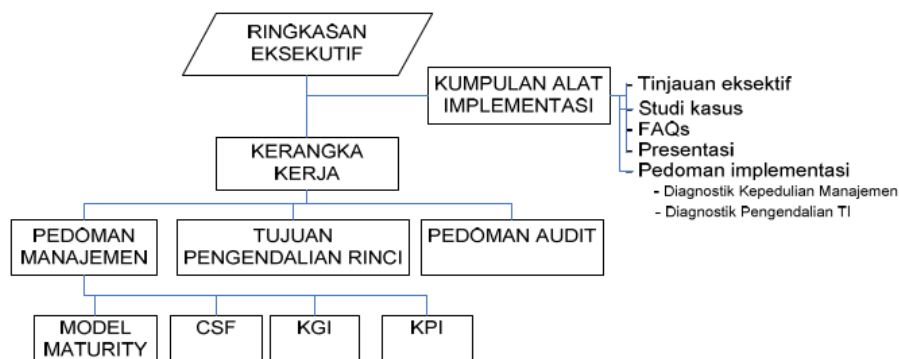 RINGKASAN
EKSEKUTIF
KUMPULAN ALAT
IMPLEMENTASI
- Tinjauan eksektif
- Studi kasus
- FAQs
- Presentasi
- Pedoman implementasi
- Diagnostik Kepedulian Manajemen
- Diagnostik Pengendalian TI
KERANGKA
KERJA
PEDOMAN
MANAJEMEN
TUJUAN
PENGENDALIAN RINCI
PEDOMAN AUDIT
MODEL
MATURITY
CSF
KGI
KPI